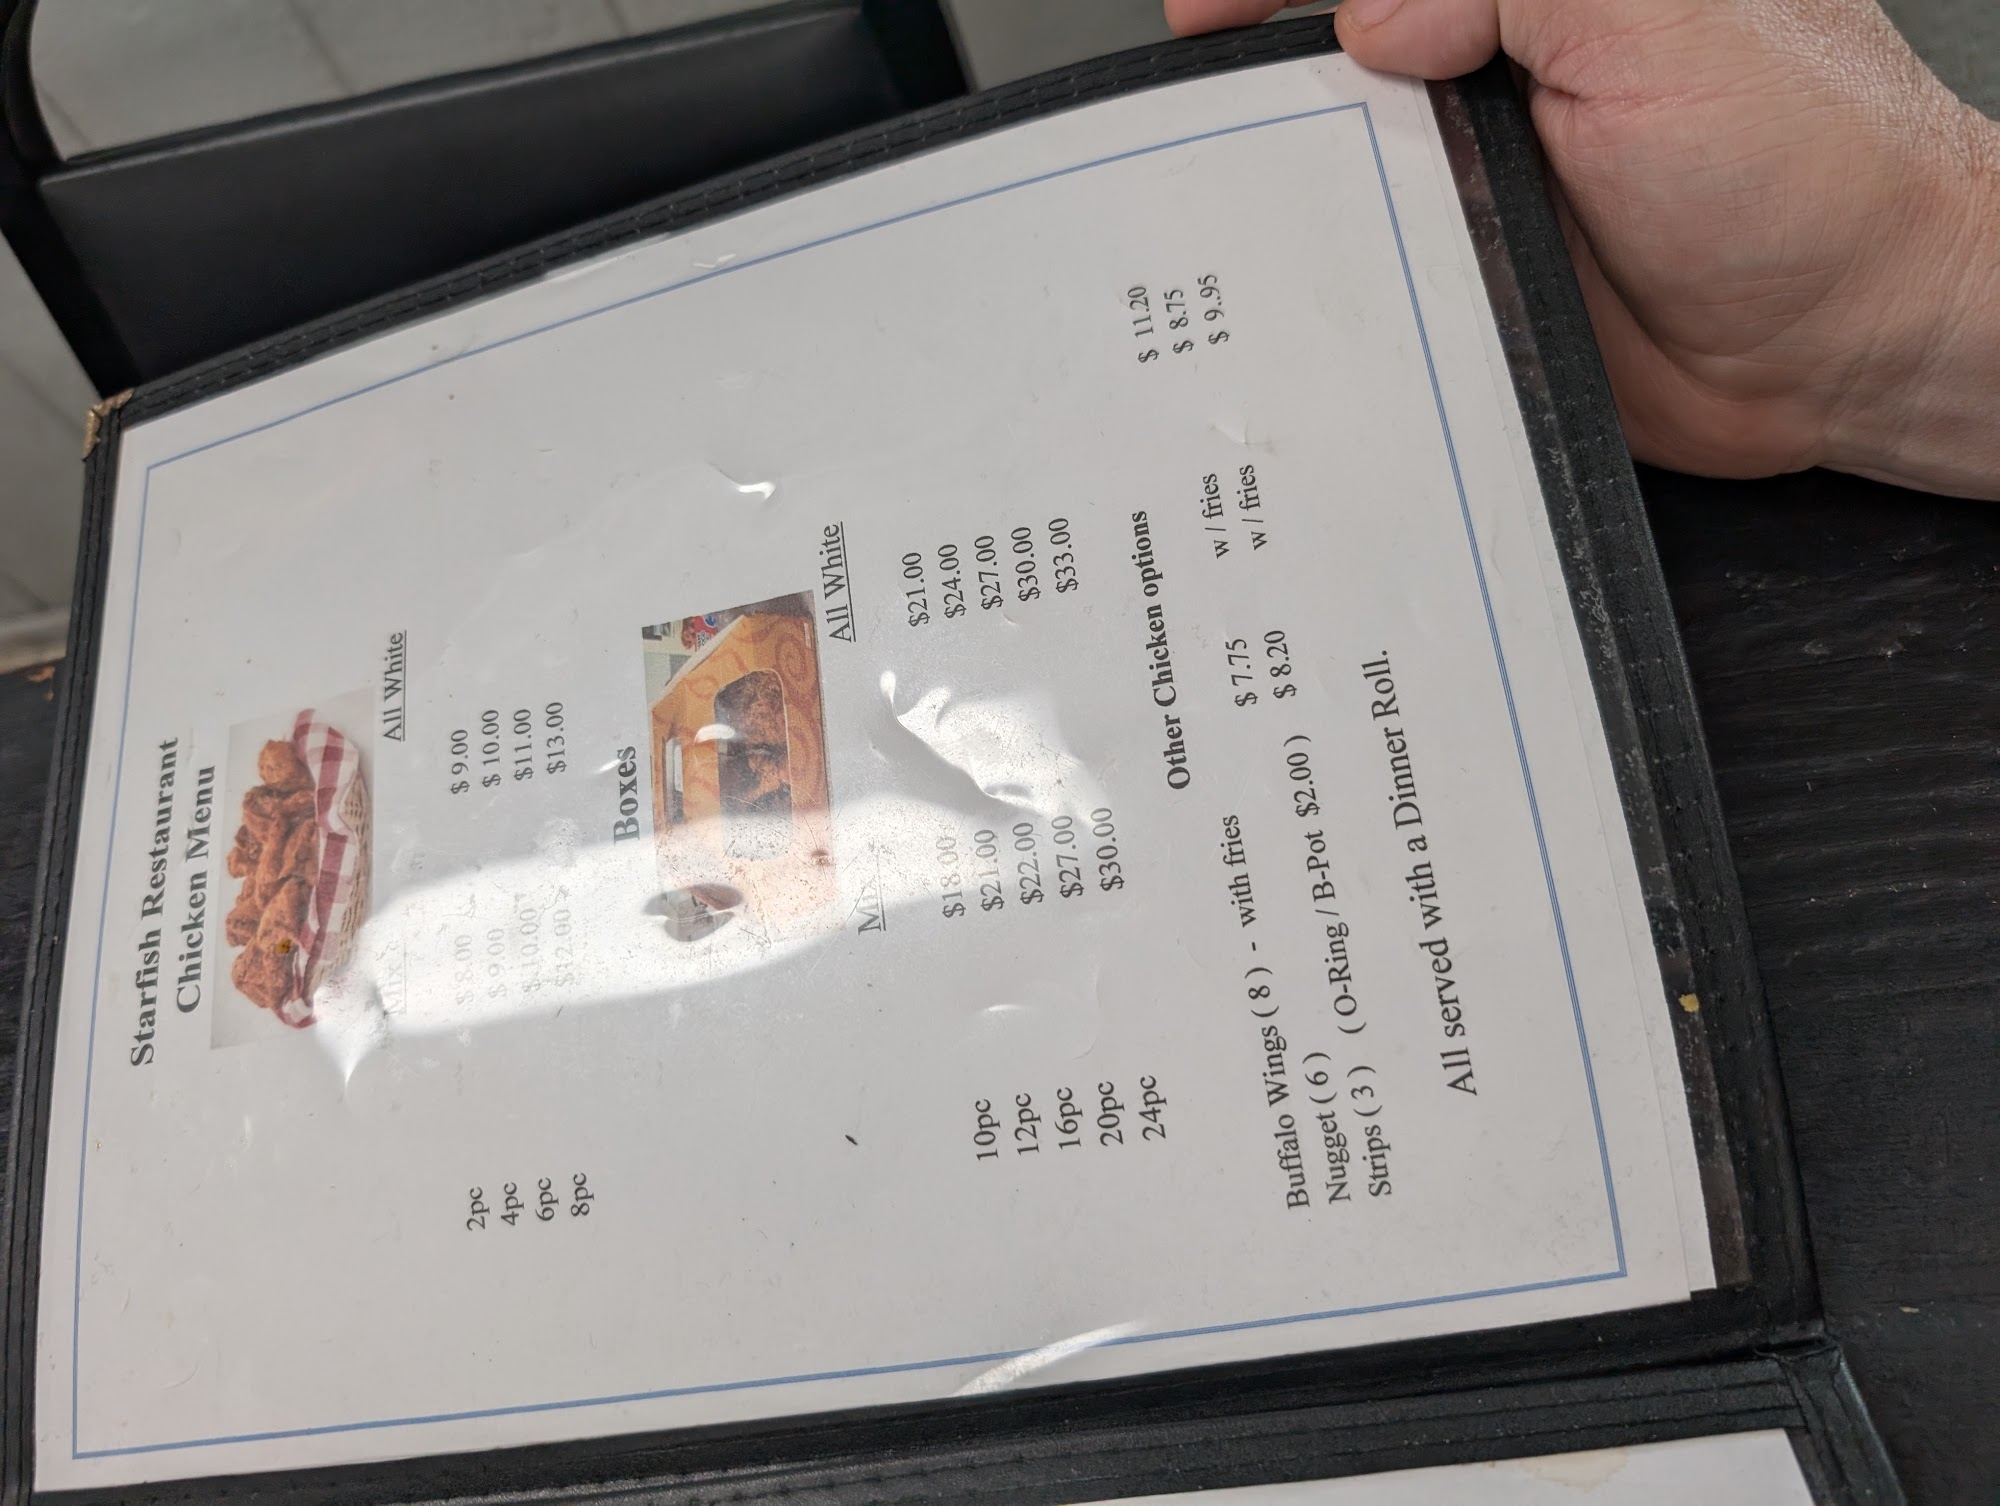 Starfish Restaurant
Chicken Menu
Mix All White
2pc $ 8.00 $ 9.00
4pc $ 9.00 $ 10.00
6pc $ 10.00 $11.00
8pc $12.00 $13.00
Boxes
Mix All White
10pc $18.00 $21.00
12pc $21.00 $24.00
16pc $22.00 $27.00
20pc $27.00 $30.00
24pc $30.00 $33.00
Other Chicken options
Buffalo Wings ( 8 ) - with fries $ 11.20
Nugget ( 6 ) $ 7.75 w / fries $ 8.75
Strips ( 3 ) ( O-Ring / B-Pot $2.00 ) $ 8.20 w / fries $ 9..95
All served with a Dinner Roll.